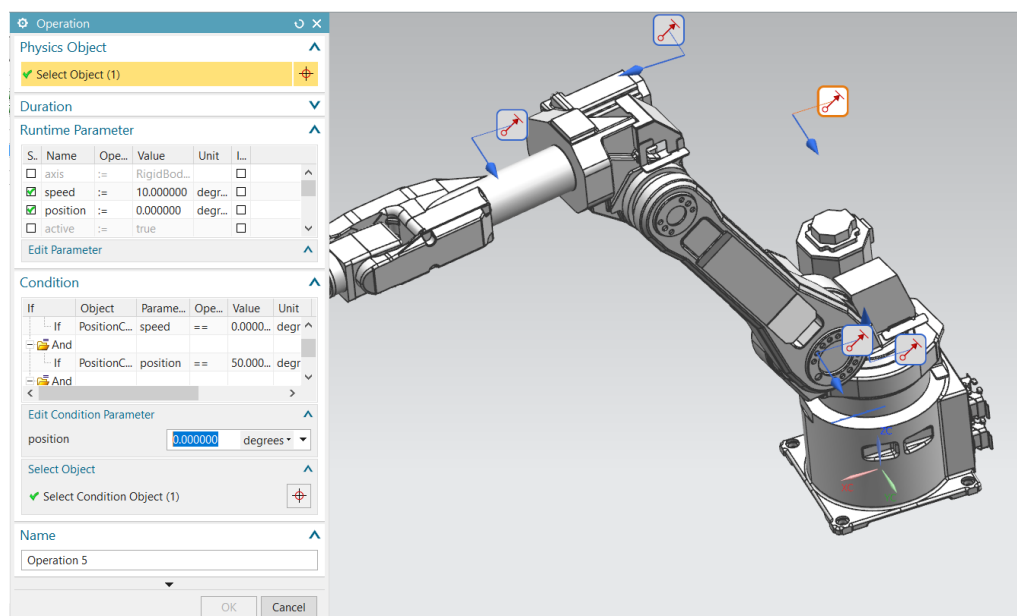 Operation
Physics Object
Select Object (1)
Duration
Runtime Parameter
S.. Name Ope... Value Unit I...
axis := RigidBod...
speed := 10.000000 degr...
position := 0.000000 degr...
active := true
Edit Parameter
Condition
If Object Parame... Ope... Value Unit
If PositionC... speed == 0.0000... degr
And
If PositionC... position == 50.000... degr
And
Edit Condition Parameter
position 0.000000 degrees
Select Object
Select Condition Object (1)
Name
Operation 5
OK Cancel